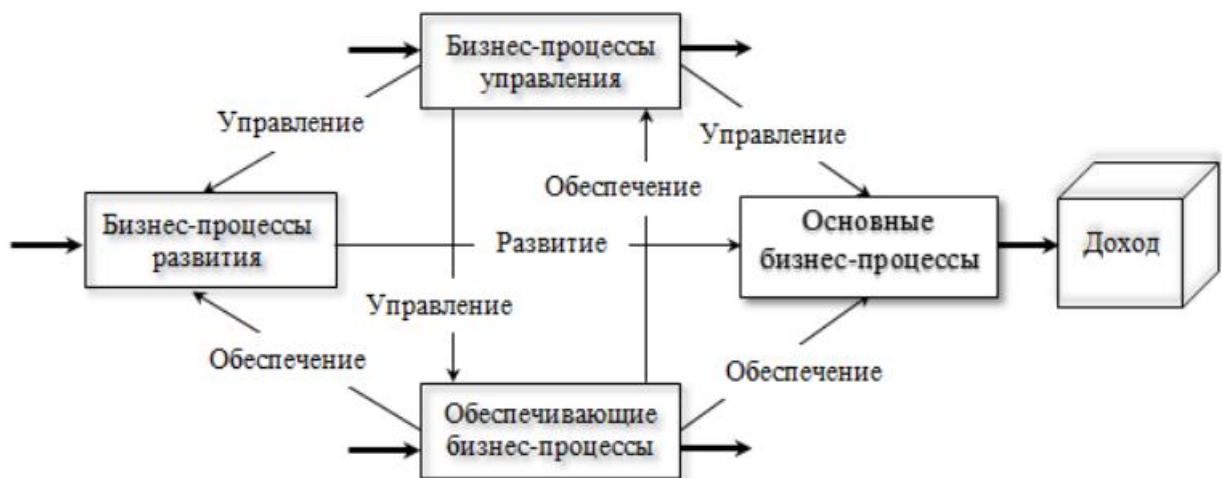 Бизнес-процессы
управления
Управление
Управление
Обеспечение
Бизнес-процессы
развития
Развитие
Основные
бизнес-процессы
Доход
Управление
Обеспечение
Обеспечение
Обеспечивающие
бизнес-процессы